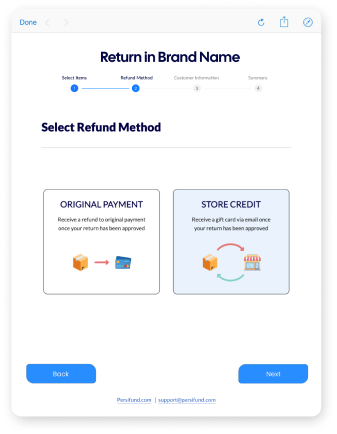 Done
Return in Brand Name
Select Items Refund Method Customer Information Summary
1 2 3 4
Select Refund Method
ORIGINAL PAYMENT
Receive a refund to original payment
once your return has been approved
STORE CREDIT
Receive a gift card via email once
your return has been approved
Back Next
Persifund.com | support@persifund.com